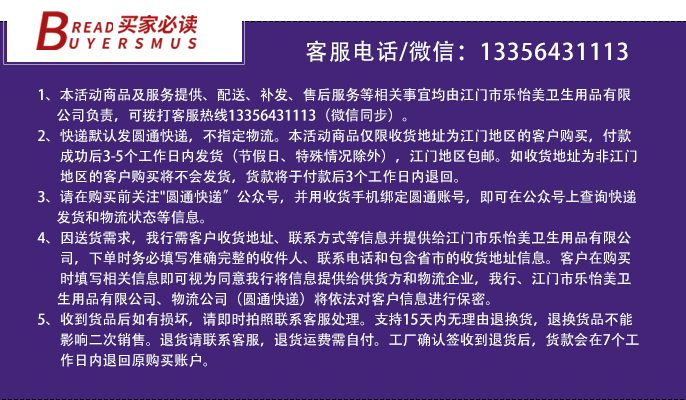 BREAD 买家必读
BUYERSMUS
客服电话/微信：13356431113
1、本活动商品及服务提供、配送、补发、售后服务等相关事宜均由江门市乐怡美卫生用品有限
公司负责，可拨打客服热线13356431113（微信同步）。
2、快递默认发圆通快递，不指定物流。本活动商品仅限收货地址为江门地区的客户购买，付款
成功后3-5个工作日内发货（节假日、特殊情况除外），江门地区包邮。如收货地址为非江门
地区的客户购买将不会发货，货款将于付款后3个工作日内退回。
3、请在购买前关注"圆通快递”公众号，并用收货手机绑定圆通账号，即可在公众号上查询快递
发货和物流状态等信息。
4、因送货需求，我行需客户收货地址、联系方式等信息并提供给江门市乐怡美卫生用品有限公
司，下单时务必填写准确完整的收件人、联系电话和包含省市的收货地址信息。客户在购买
时填写相关信息即可视为同意我行将信息提供给供货方和物流企业，我行、江门市乐怡美卫
生用品有限公司、物流公司（圆通快递）将依法对客户信息进行保密。
5、收到货品后如有损坏，请即时拍照联系客服处理。支持15天内无理由退换货，退换货品不能
影响二次销售。退货请联系客服，退货运费需自付。工厂确认签收到退货后，货款会在7个工
作日内退回原购买账户。